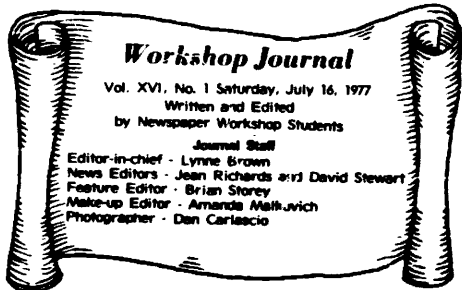 Workshop Journal
Vol. XVI, No. 1 Saturday, July 16, 1977
Written and Edited
by Newspaper Workshop Students
Journal Staff
Editor-in-chief - Lynne Brown
News Editors - Jean Richards and David Stewart
Feature Editor - Brian Storey
Make-up Editor - Amanda Malkovich
Photographer - Dan Carlascio